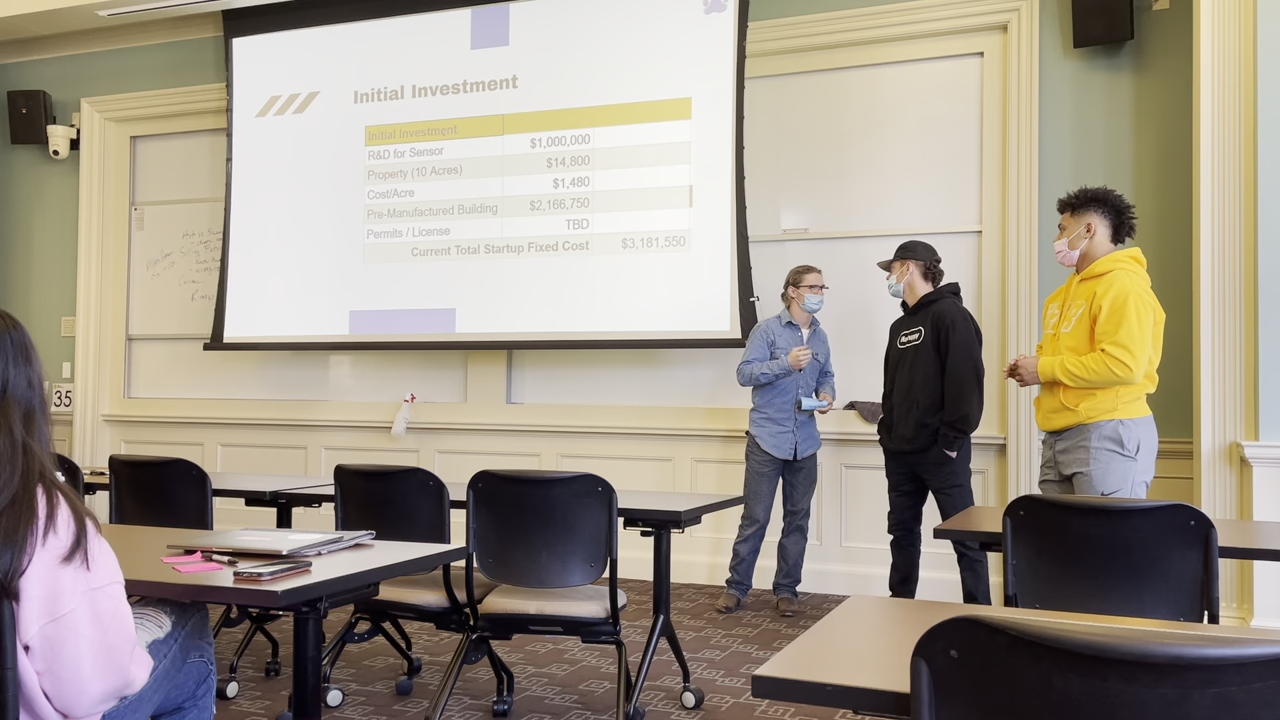 Initial Investment
Initial Investment
R&D for Sensor $1,000,000
Property (10 Acres) $14,800
Cost/Acre $1,480
Pre-Manufactured Building $2,166,750
Permits / License TBD
Current Total Startup Fixed Cost $3,181,550
35